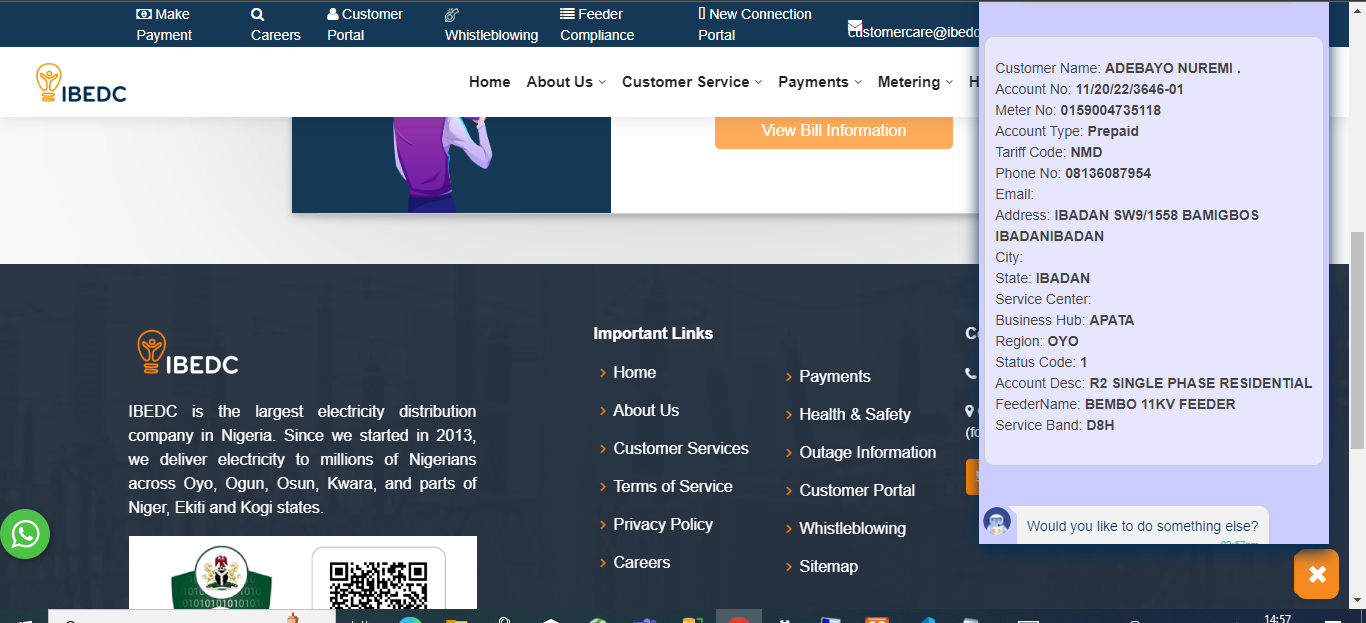 Make Payment
Careers
Customer Portal
Whistleblowing
Feeder Compliance
New Connection Portal
customercare@ibedc
IBEDC
Home
About Us
Customer Service
Payments
Metering
H
View Bill Information
Customer Name: ADEBAYO NUREMI .
Account No: 11/20/22/3646-01
Meter No: 0159004735118
Account Type: Prepaid
Tariff Code: NMD
Phone No: 08136087954
Email:
Address: IBADAN SW9/1558 BAMIGBOS
IBADANIBADAN
City:
State: IBADAN
Service Center:
Business Hub: APATA
Region: OYO
Status Code: 1
Account Desc: R2 SINGLE PHASE RESIDENTIAL
FeederName: BEMBO 11KV FEEDER
Service Band: D8H
Would you like to do something else?
IBEDC
IBEDC is the largest electricity distribution
company in Nigeria. Since we started in 2013,
we deliver electricity to millions of Nigerians
across Oyo, Ogun, Osun, Kwara, and parts of
Niger, Ekiti and Kogi states.
Important Links
Home
About Us
Customer Services
Terms of Service
Privacy Policy
Careers
Payments
Health & Safety
Outage Information
Customer Portal
Whistleblowing
Sitemap
14:57